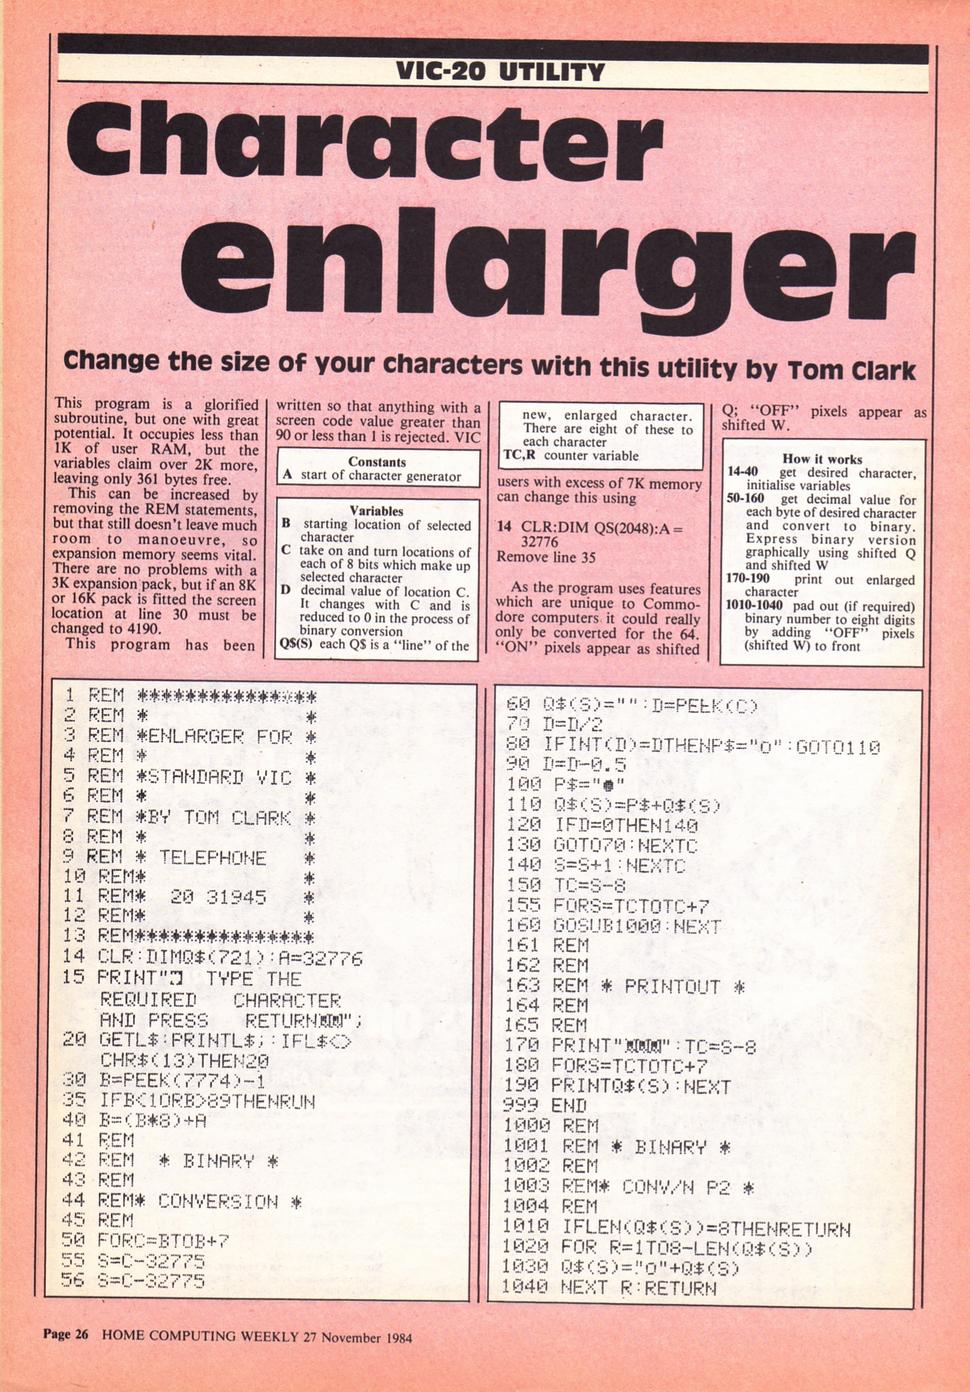 VIC-20 UTILITY
Character
enlarger
Change the size of your characters with this utility by Tom Clark
This program is a glorified
subroutine, but one with great
potential. It occupies less than
1K of user RAM, but the
variables claim over 2K more,
leaving only 361 bytes free.
This can be increased by
removing the REM statements,
but that still doesn't leave much
room to manoeuvre, so
expansion memory seems vital.
There are no problems with a
3K expansion pack, but if an 8K
or 16K pack is fitted the screen
location at line 30 must be
changed to 4190.
This program has been
written so that anything with a
screen code value greater than
90 or less than 1 is rejected. VIC
Constants
A start of character generator
Variables
B starting location of selected
character
C take on and turn locations of
each of 8 bits which make up
selected character
D decimal value of location C.
It changes with C and is
reduced to 0 in the process of
binary conversion
Q$(S) each Q$ is a "line" of the
new, enlarged character.
There are eight of these to
each character
TC,R counter variable
users with excess of 7K memory
can change this using
14 CLR:DIM QS(2048):A=
32776
Remove line 35
As the program uses features
which are unique to Commo-
dore computers it could really
only be converted for the 64.
"ON" pixels appear as shifted
Q; "OFF" pixels appear as
shifted W.
How it works
14-40 get desired character,
initialise variables
50-160 get decimal value for
each byte of desired character
and convert to binary.
Express binary version
graphically using shifted Q
and shifted W
170-190 print out enlarged
character
1010-1040 pad out (if required)
binary number to eight digits
by adding "OFF" pixels
(shifted W) to front
1 REM ***************
2 REM * *
3 REM *ENLARGER FOR *
4 REM * *
5 REM *STANDARD VIC *
6 REM * *
7 REM *BY TOM CLARK *
8 REM * *
9 REM * TELEPHONE *
10 REM* *
11 REM* 20 31945 *
12 REM* *
13 REM***************
14 CLR:DIMQ$(721):A=32776
15 PRINT" TYPE THE
REQUIRED CHARACTER
AND PRESS RETURN";
20 GETL$:PRINTL$;:IFL$<>
CHR$(13)THEN20
30 B=PEEK(7774)-1
35 IFB<1ORB>89THENRUN
40 B=(B*8)+A
41 REM
42 REM * BINARY *
43 REM
44 REM* CONVERSION *
45 REM
50 FORC=BTOB+7
55 S=C-32775
56 S=C-32775
60 Q$(S)="":D=PEEK(C)
70 D=D/2
80 IFINT(D)=DTHENP$="o":GOTO110
90 D=D-0.5
100 P$="●"
110 Q$(S)=P$+Q$(S)
120 IFD=0THEN140
130 GOTO70:NEXTC
140 S=S+1:NEXTC
150 TC=S-8
155 FORS=TCTOTC+7
160 GOSUB1000:NEXT
161 REM
162 REM
163 REM * PRINTOUT *
164 REM
165 REM
170 PRINT"":TC=S-8
180 FORS=TCTOTC+7
190 PRINTQ$(S):NEXT
999 END
1000 REM
1001 REM * BINARY *
1002 REM
1003 REM* CONV/N P2 *
1004 REM
1010 IFLEN(Q$(S))=8THENRETURN
1020 FOR R=1TO8-LEN(Q$(S))
1030 Q$(S)="o"+Q$(S)
1040 NEXT R:RETURN
Page 26 HOME COMPUTING WEEKLY 27 November 1984